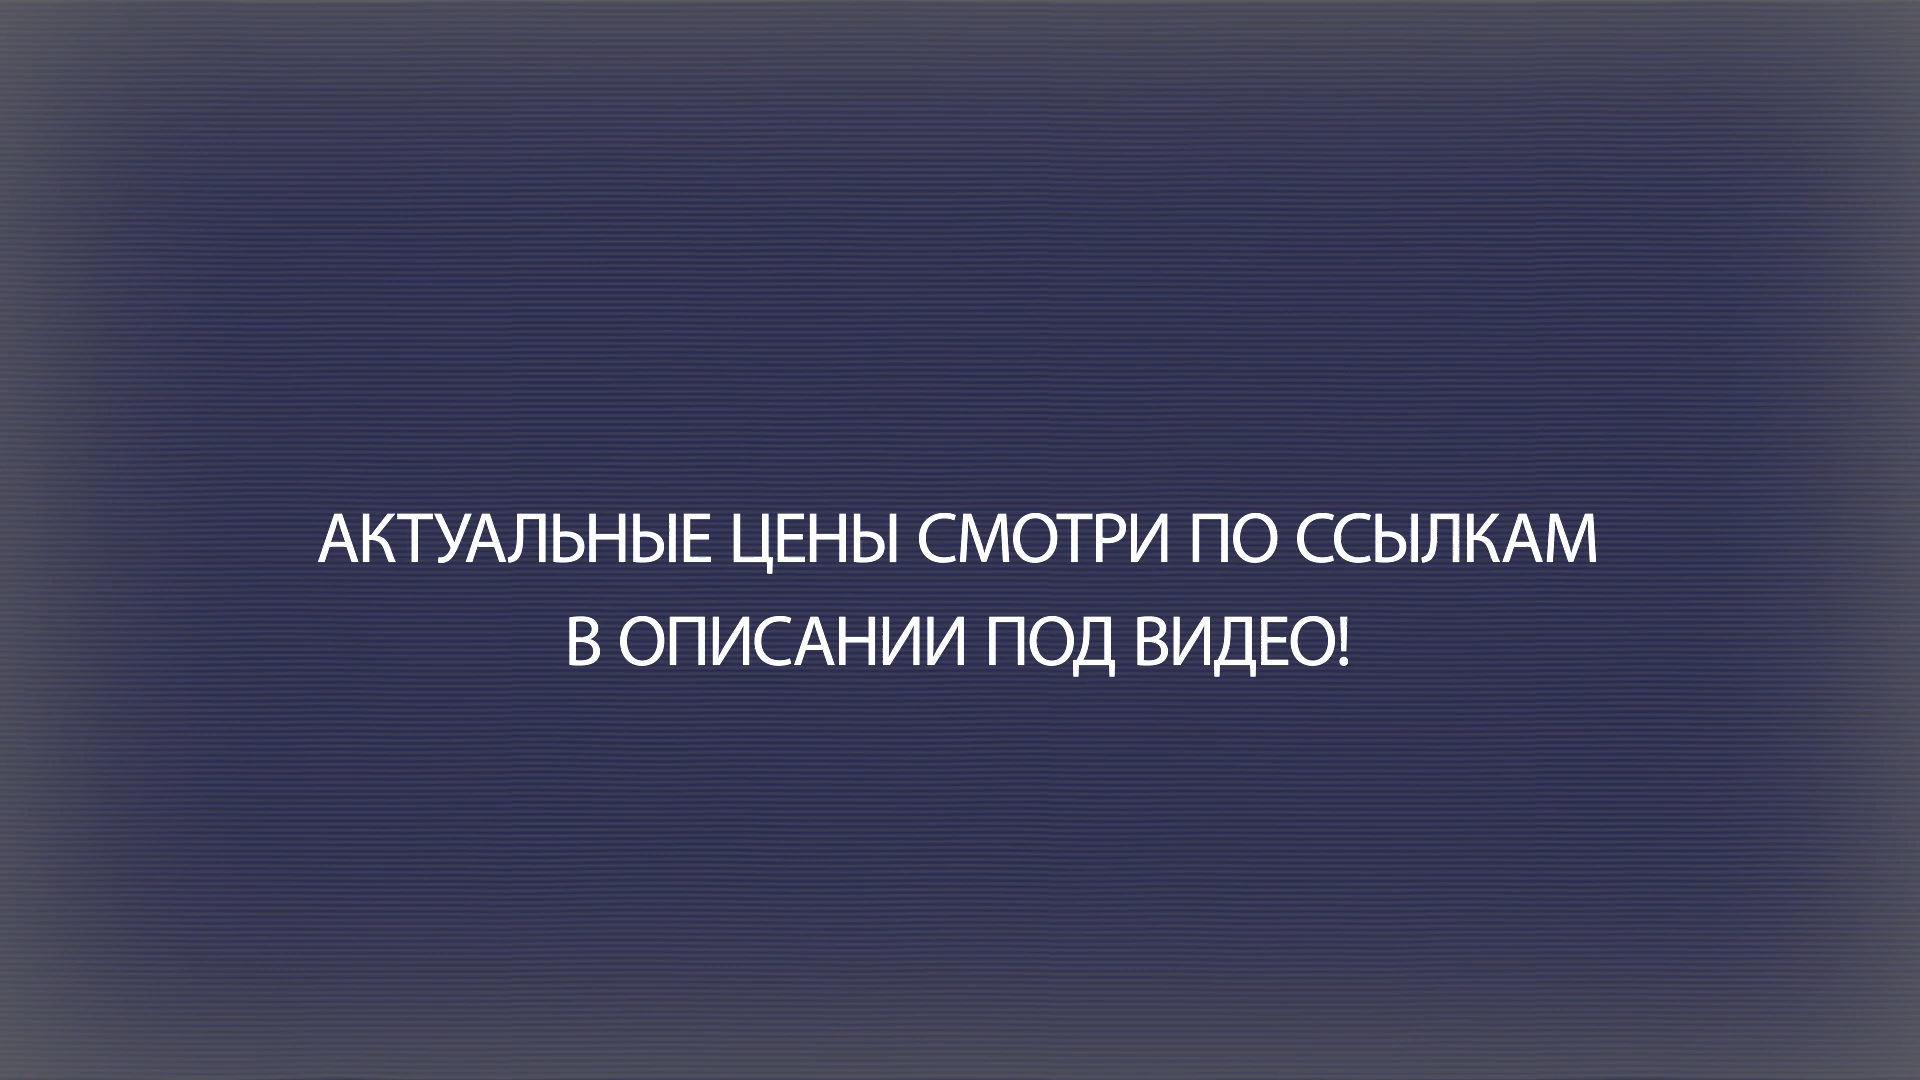 АКТУАЛЬНЫЕ ЦЕНЫ СМОТРИ ПО ССЫЛКАМ
В ОПИСАНИИ ПОД ВИДЕО!